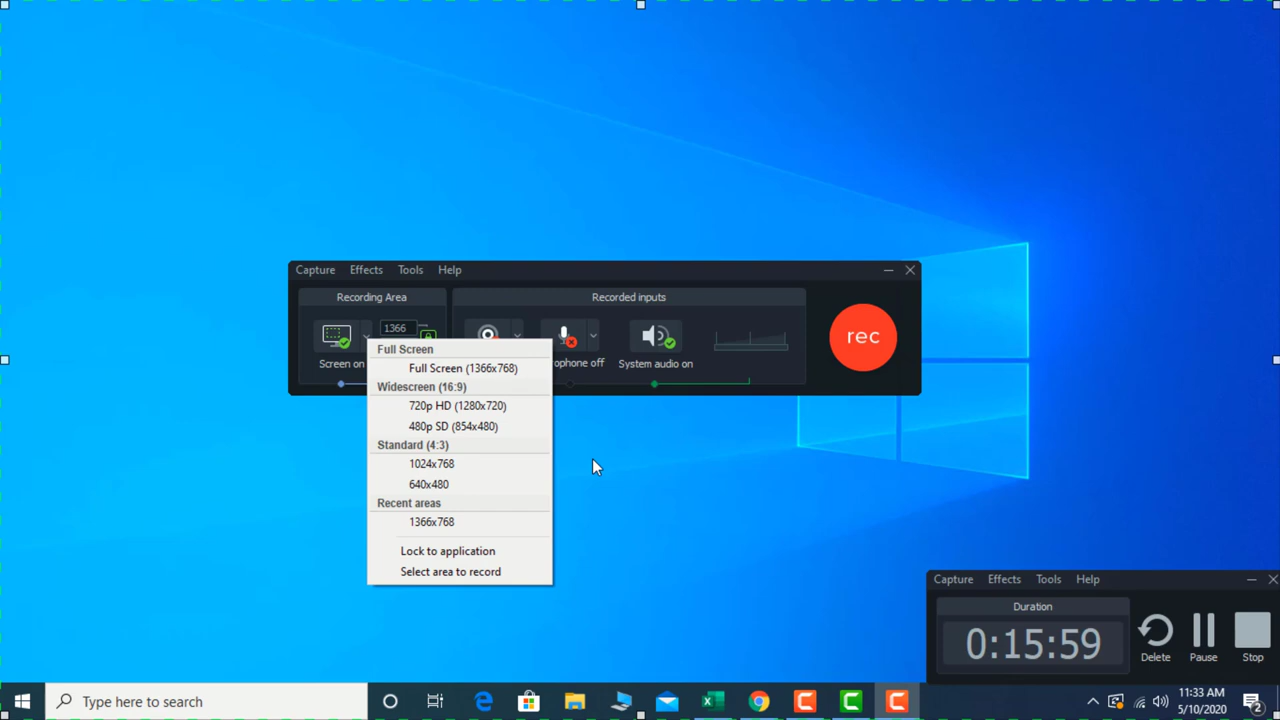 Capture Effects Tools Help
Recording Area
Recorded inputs
1366
Screen on
ophone off
System audio on
rec
Full Screen
Full Screen (1366x768)
Widescreen (16:9)
720p HD (1280x720)
480p SD (854x480)
Standard (4:3)
1024x768
640x480
Recent areas
1366x768
Lock to application
Select area to record
Capture Effects Tools Help
Duration
0:15:59
Delete
Pause
Stop
Type here to search
11:33 AM
5/10/2020
2